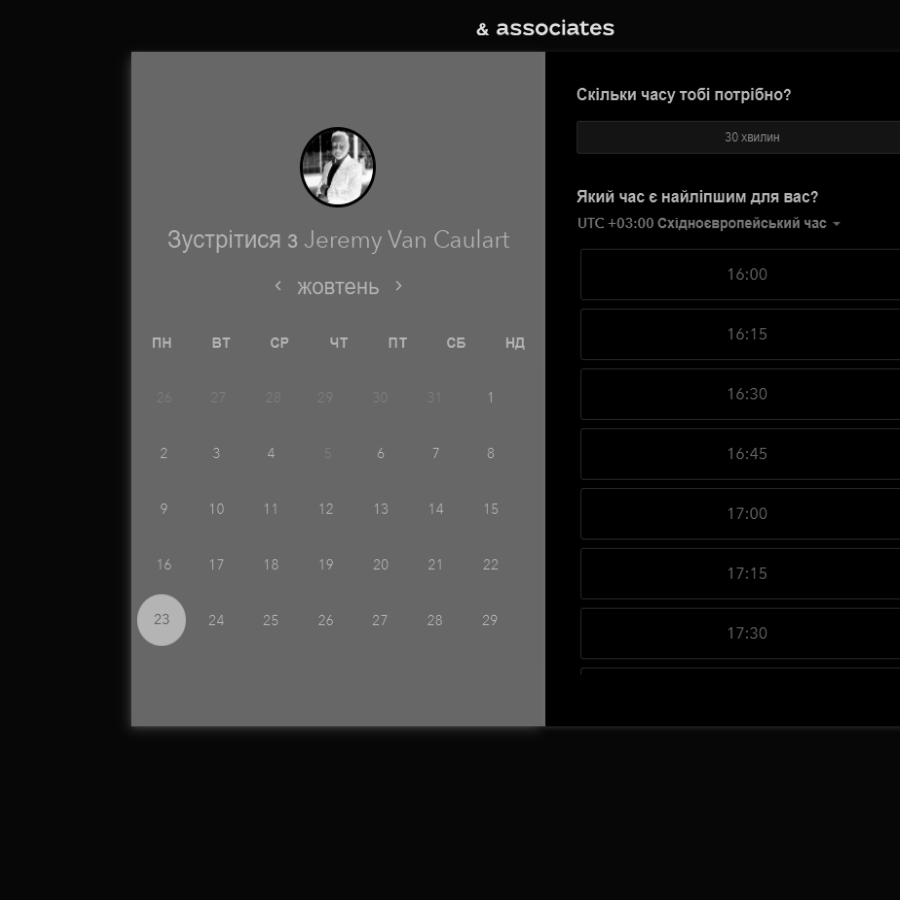 & associates
Зустрітися з Jeremy Van Caulart
‹ жовтень ›
ПН ВТ СР ЧТ ПТ СБ НД
26 27 28 29 30 31 1
2 3 4 5 6 7 8
9 10 11 12 13 14 15
16 17 18 19 20 21 22
23 24 25 26 27 28 29
Скільки часу тобі потрібно?
30 хвилин
Який час є найліпшим для вас?
UTC +03:00 Східноєвропейський час
16:00
16:15
16:30
16:45
17:00
17:15
17:30